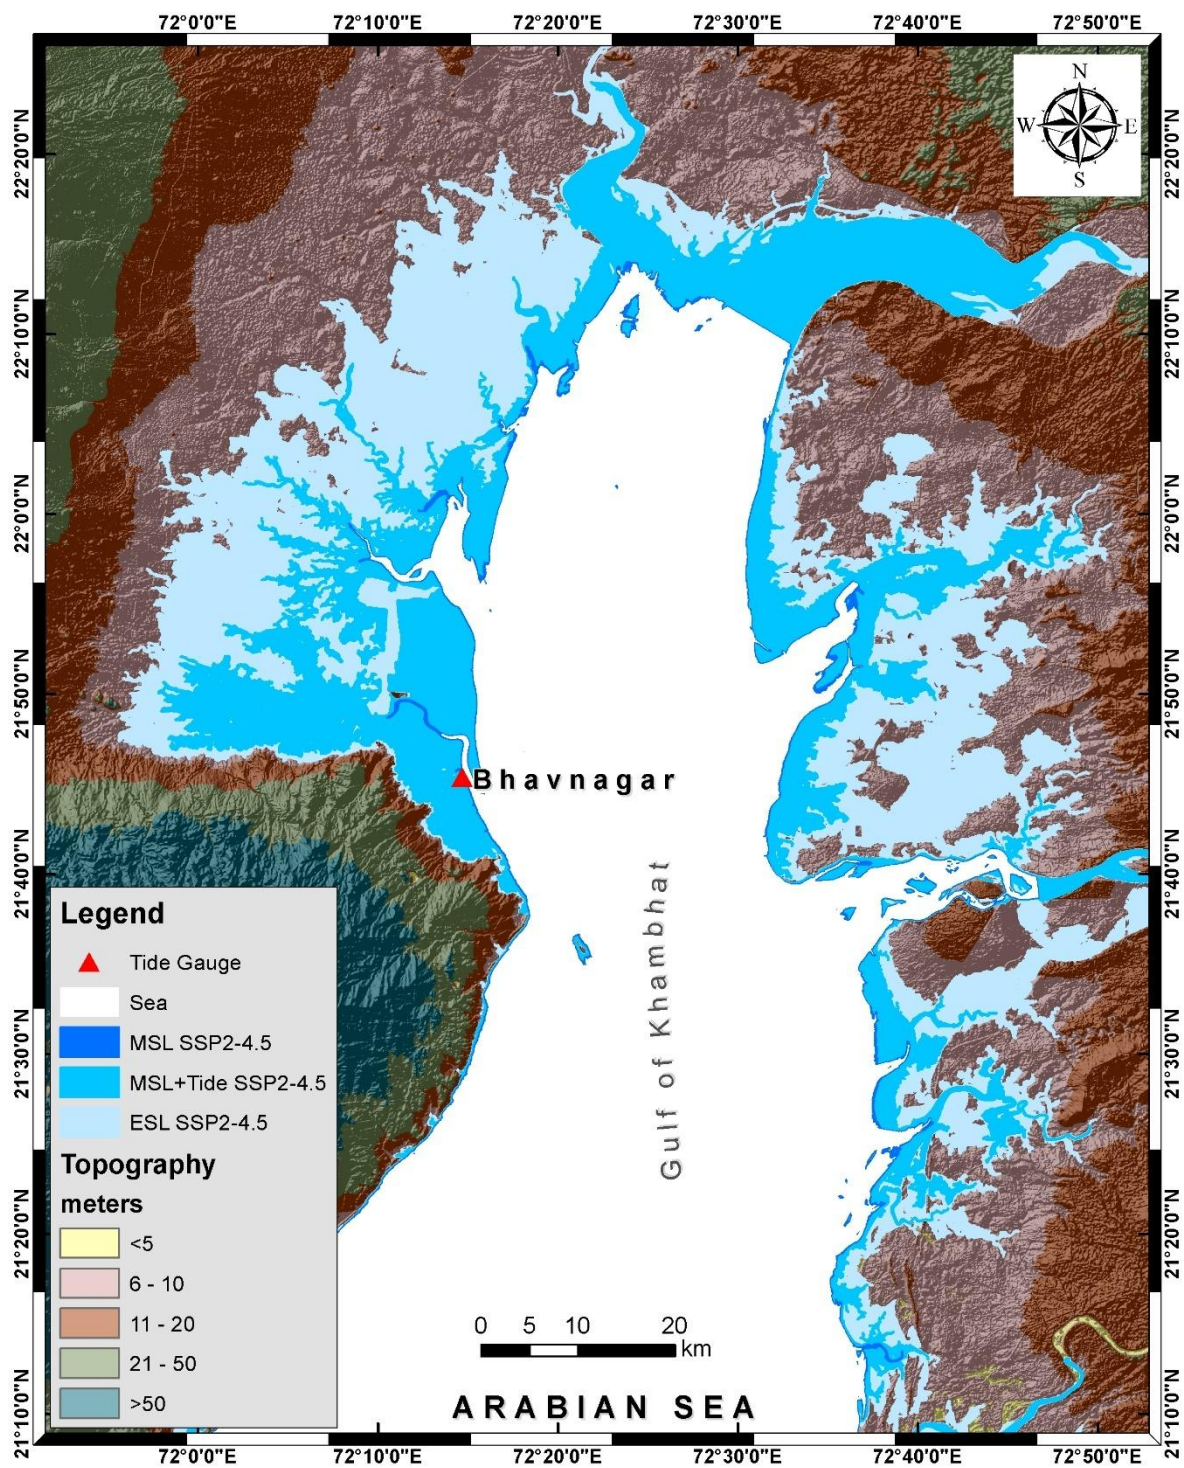 72°0'0"E 72°10'0"E 72°20'0"E 72°30'0"E 72°40'0"E 72°50'0"E
N
W E
S
22°20'0"N 22°20'0"N
22°10'0"N 22°10'0"N
22°0'0"N 22°0'0"N
21°50'0"N 21°50'0"N
Bhavnagar
21°40'0"N 21°40'0"N
Gulf of Khambhat
21°30'0"N 21°30'0"N
21°20'0"N 21°20'0"N
21°10'0"N 21°10'0"N
Legend
Tide Gauge
Sea
MSL SSP2-4.5
MSL+Tide SSP2-4.5
ESL SSP2-4.5
Topography
meters
<5
6 - 10
11 - 20
21 - 50
>50
0 5 10 20
km
ARABIAN SEA
72°0'0"E 72°10'0"E 72°20'0"E 72°30'0"E 72°40'0"E 72°50'0"E